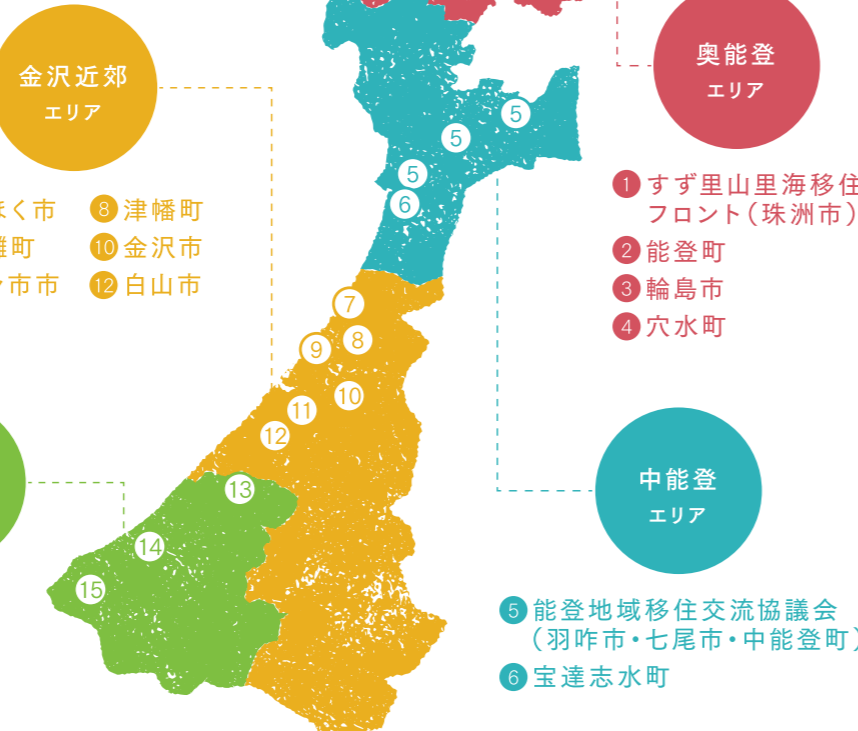 金沢近郊
エリア
ほく市 8 津幡町
灘町 10 金沢市
市市 12 白山市
奥能登
エリア
1 すず里山里海移住
フロント(珠洲市)
2 能登町
3 輪島市
4 穴水町
5
5
5
6
7
8
9
10
11
12
13
14
15
中能登
エリア
5 能登地域移住交流協議会
(羽咋市・七尾市・中能登町)
6 宝達志水町